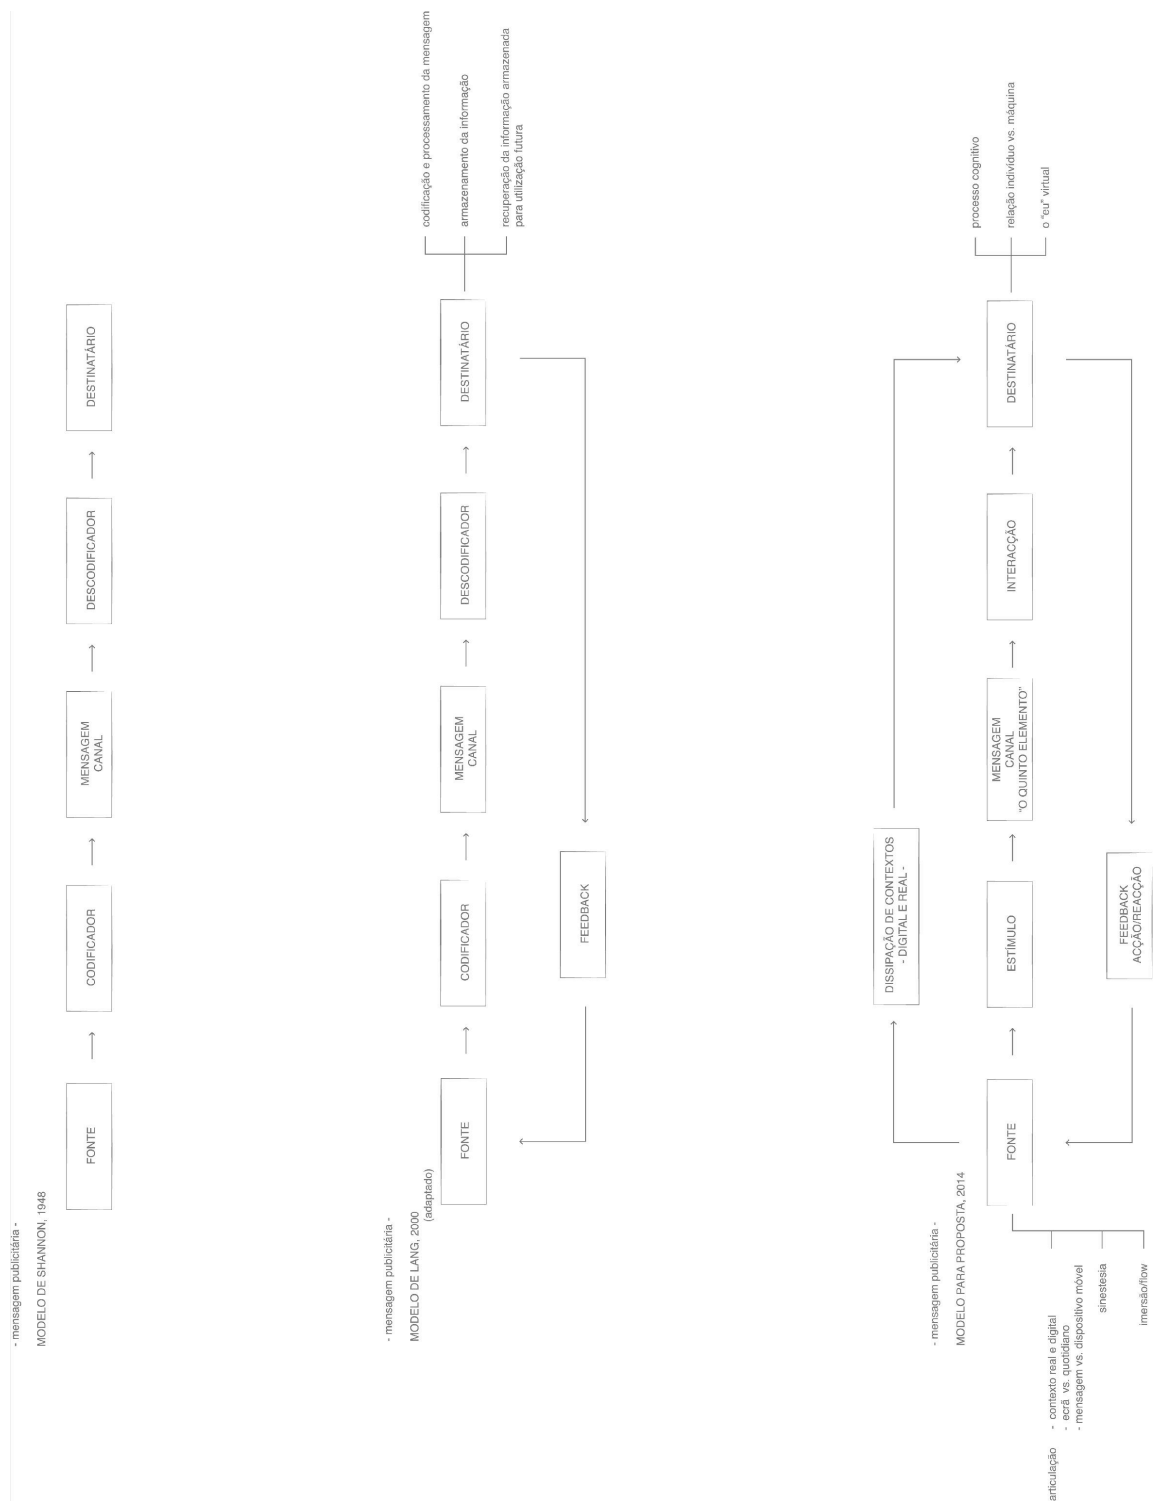 - mensagem publicitária -
MODELO DE SHANNON, 1948
FONTE
CODIFICADOR
MENSAGEM
CANAL
DESCODIFICADOR
DESTINATÁRIO
- mensagem publicitária -
MODELO DE LANG, 2000
(adaptado)
FONTE
CODIFICADOR
MENSAGEM
CANAL
DESCODIFICADOR
DESTINATÁRIO
codificação e processamento da mensagem
armazenamento da informação
recuperação da informação armazenada
para utilização futura
FEEDBACK
- mensagem publicitária -
MODELO PARA PROPOSTA, 2014
DISSIPAÇÃO DE CONTEXTOS
- DIGITAL E REAL -
FONTE
ESTÍMULO
MENSAGEM
CANAL
"O QUINTO ELEMENTO"
INTERACÇÃO
DESTINATÁRIO
processo cognitivo
relação indivíduo vs. máquina
o "eu" virtual
FEEDBACK
ACÇÃO/REACÇÃO
articulação - contexto real e digital
- ecrã vs. quotidiano
- mensagem vs. dispositivo móvel
sinestesia
imersão/flow